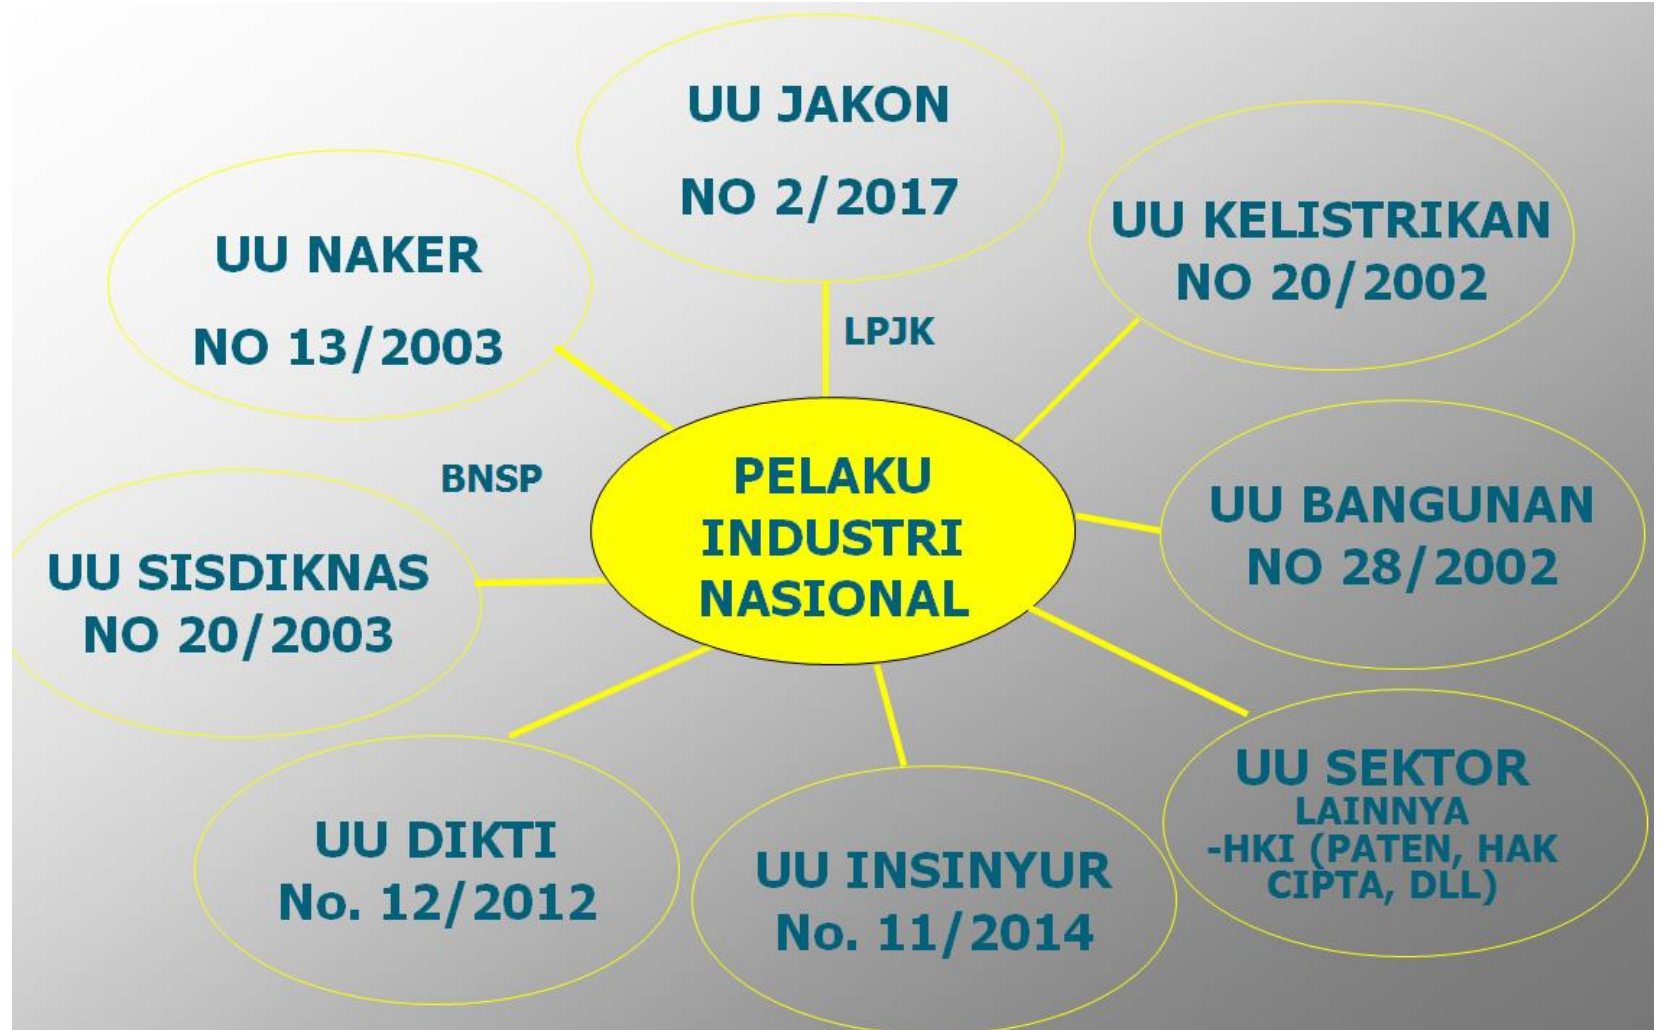 UU JAKON
NO 2/2017
UU KELISTRIKAN
NO 20/2002
UU NAKER
NO 13/2003
LPJK
BNSP
PELAKU
INDUSTRI
NASIONAL
UU BANGUNAN
NO 28/2002
UU SISDIKNAS
NO 20/2003
UU SEKTOR
LAINNYA
-HKI (PATEN, HAK
CIPTA, DLL)
UU DIKTI
No. 12/2012
UU INSINYUR
No. 11/2014